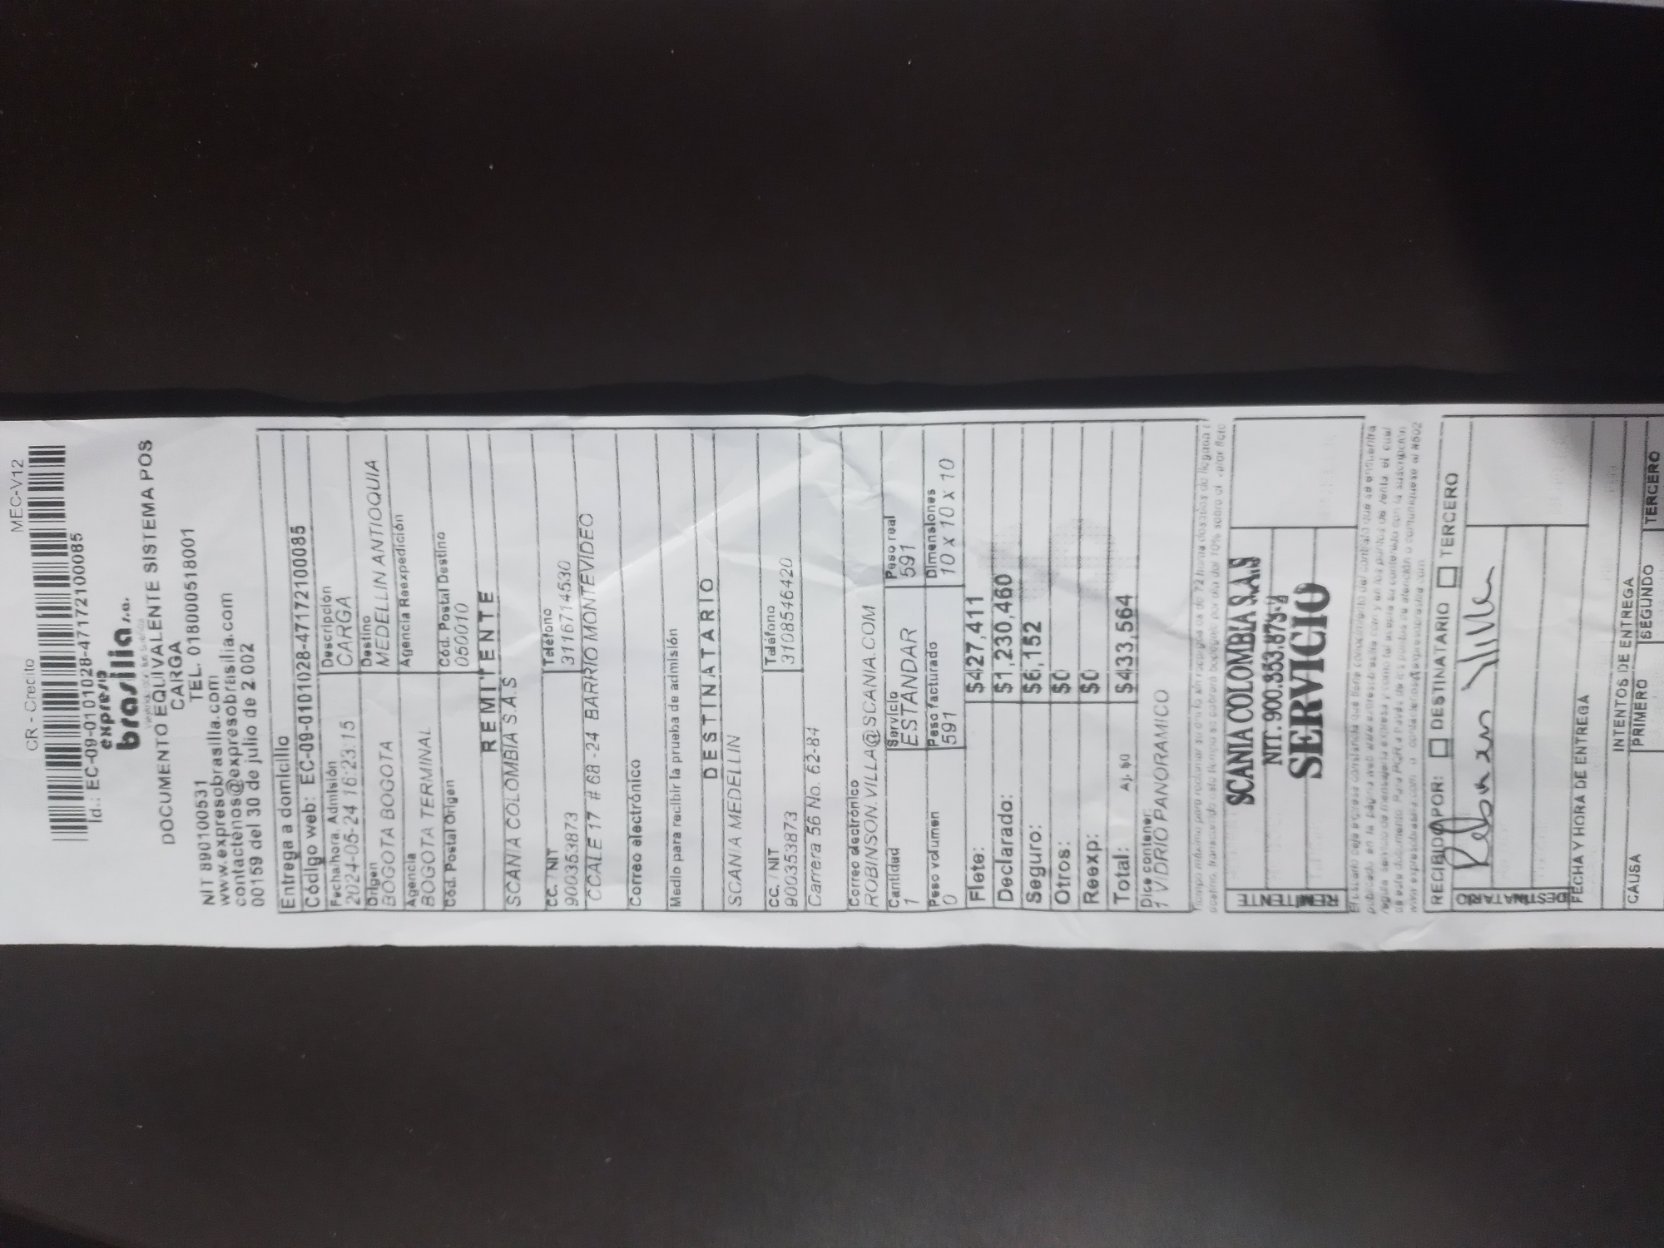 CR - Credito MEC-V12
Id.: EC-09-0101028-47172100085
expreso
brasilia s.a.
DOCUMENTO EQUIVALENTE SISTEMA POS
CARGA
NIT 890100531 TEL. 018000518001
www.expresobrasilia.com
contactenos@expresobrasilia.com
00159 del 30 de julio de 2 002
Entrega a domicilio
Código web: EC-09-0101028-47172100085
Fecha hora Admisión Descripción
2024-05-24 16:23:15 CARGA
Origen Destino
BOGOTA BOGOTA MEDELLIN ANTIOQUIA
Agencia Agencia Reexpedición
BOGOTA TERMINAL
Cód. Postal Origen Cód. Postal Destino
050010
REMITENTE
SCANIA COLOMBIA S.A.S
CC. / NIT Teléfono
900353873 3116714530
CCALE 17 # 68 - 24 BARRIO MONTEVIDEO
Correo electrónico
Medio para recibir la prueba de admisión
DESTINATARIO
SCANIA MEDELLIN
CC. / NIT Teléfono
900353873 3108546420
Carrera 56 No. 62-84
Correo electrónico
ROBINSON.VILLA@SCANIA.COM
Cantidad Servicio Peso real
1 ESTANDAR 591
Peso volumen Peso facturado Dimensiones
0 591 10 X 10 X 10
Flete: $427,411
Declarado: $1,230,460
Seguro: $6,152
Otros: $0
Reexp: $0
Total: $433,564
Dice contener:
1 VIDRIO PANORAMICO
REMITENTE
SCANIA COLOMBIA S.A.S
NIT. 900.353.873-2
SERVICIO
RECIBIDO POR: DESTINATARIO TERCERO
DESTINATARIO
FECHA Y HORA DE ENTREGA
INTENTOS DE ENTREGA
CAUSA PRIMERO SEGUNDO TERCERO